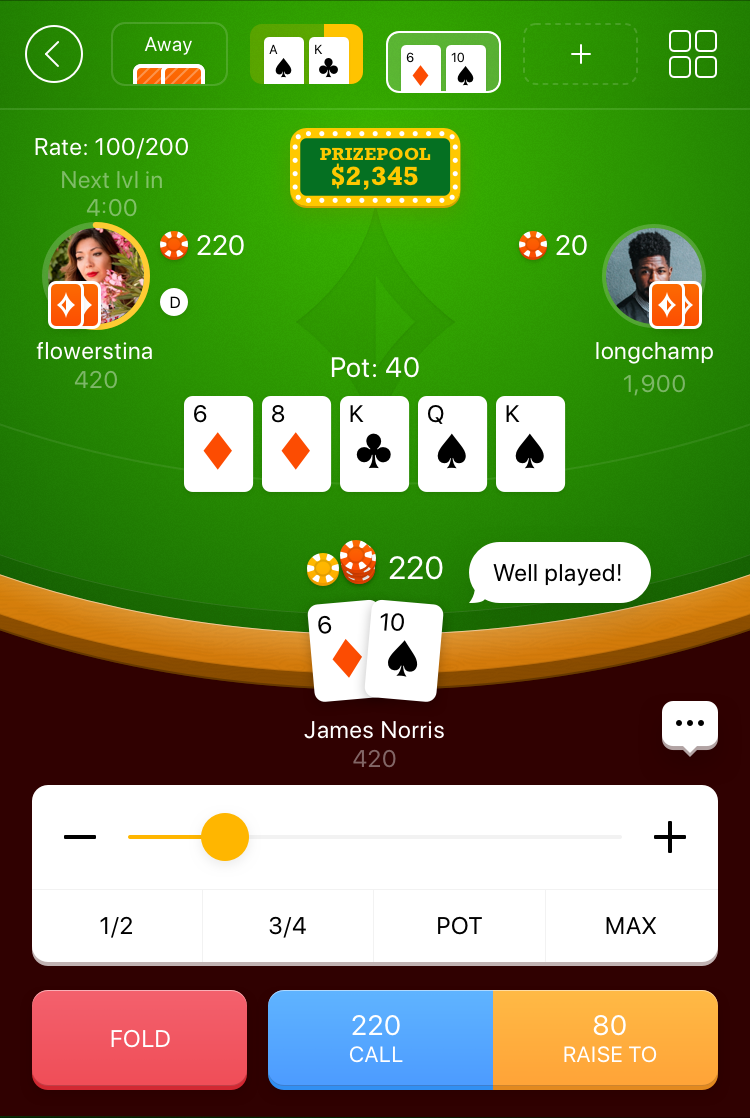 Away
A K
6 10
Rate: 100/200
Next lvl in
4:00
PRIZEPOOL
$2,345
220
20
D
flowerstina
420
longchamp
1,900
Pot: 40
6 8 K Q K
220
Well played!
6 10
James Norris
420
1/2 3/4 POT MAX
FOLD
220
CALL
80
RAISE TO